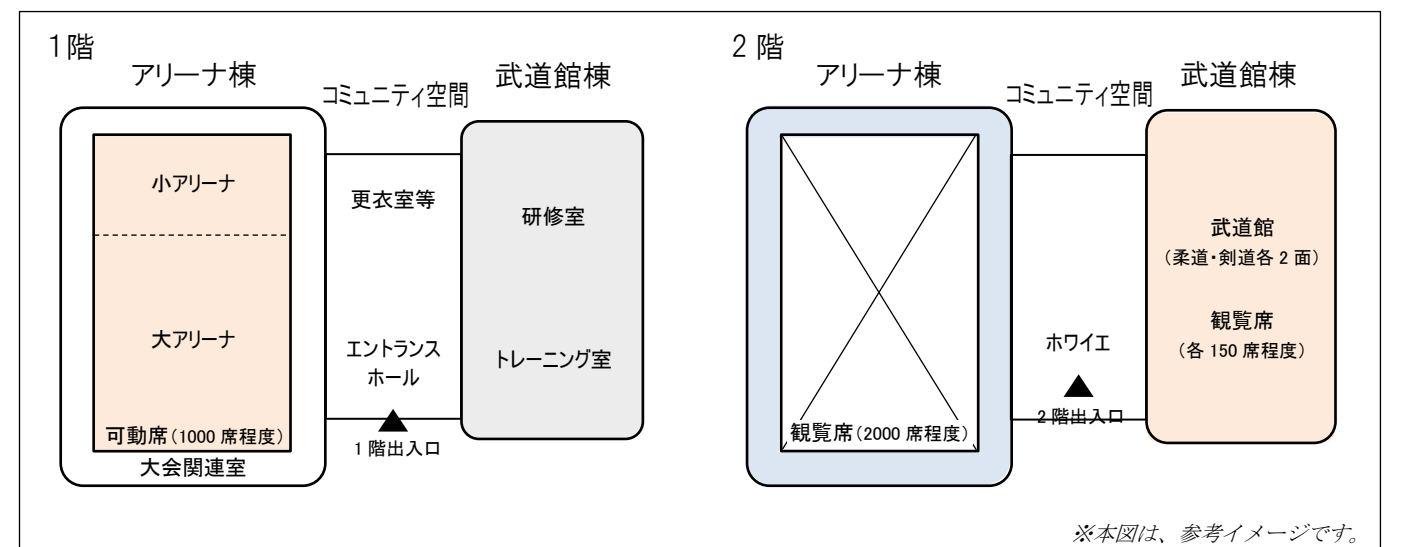 1階
アリーナ棟
コミュニティ空間
武道館棟
小アリーナ
更衣室等
研修室
大アリーナ
エントランス
ホール
トレーニング室
可動席(1000 席程度)
1 階出入口
大会関連室
2 階
アリーナ棟
コミュニティ空間
武道館棟
武道館
(柔道・剣道各 2 面)
観覧席
(各 150 席程度)
ホワイエ
2 階出入口
観覧席(2000 席程度)
※本図は、参考イメージです。